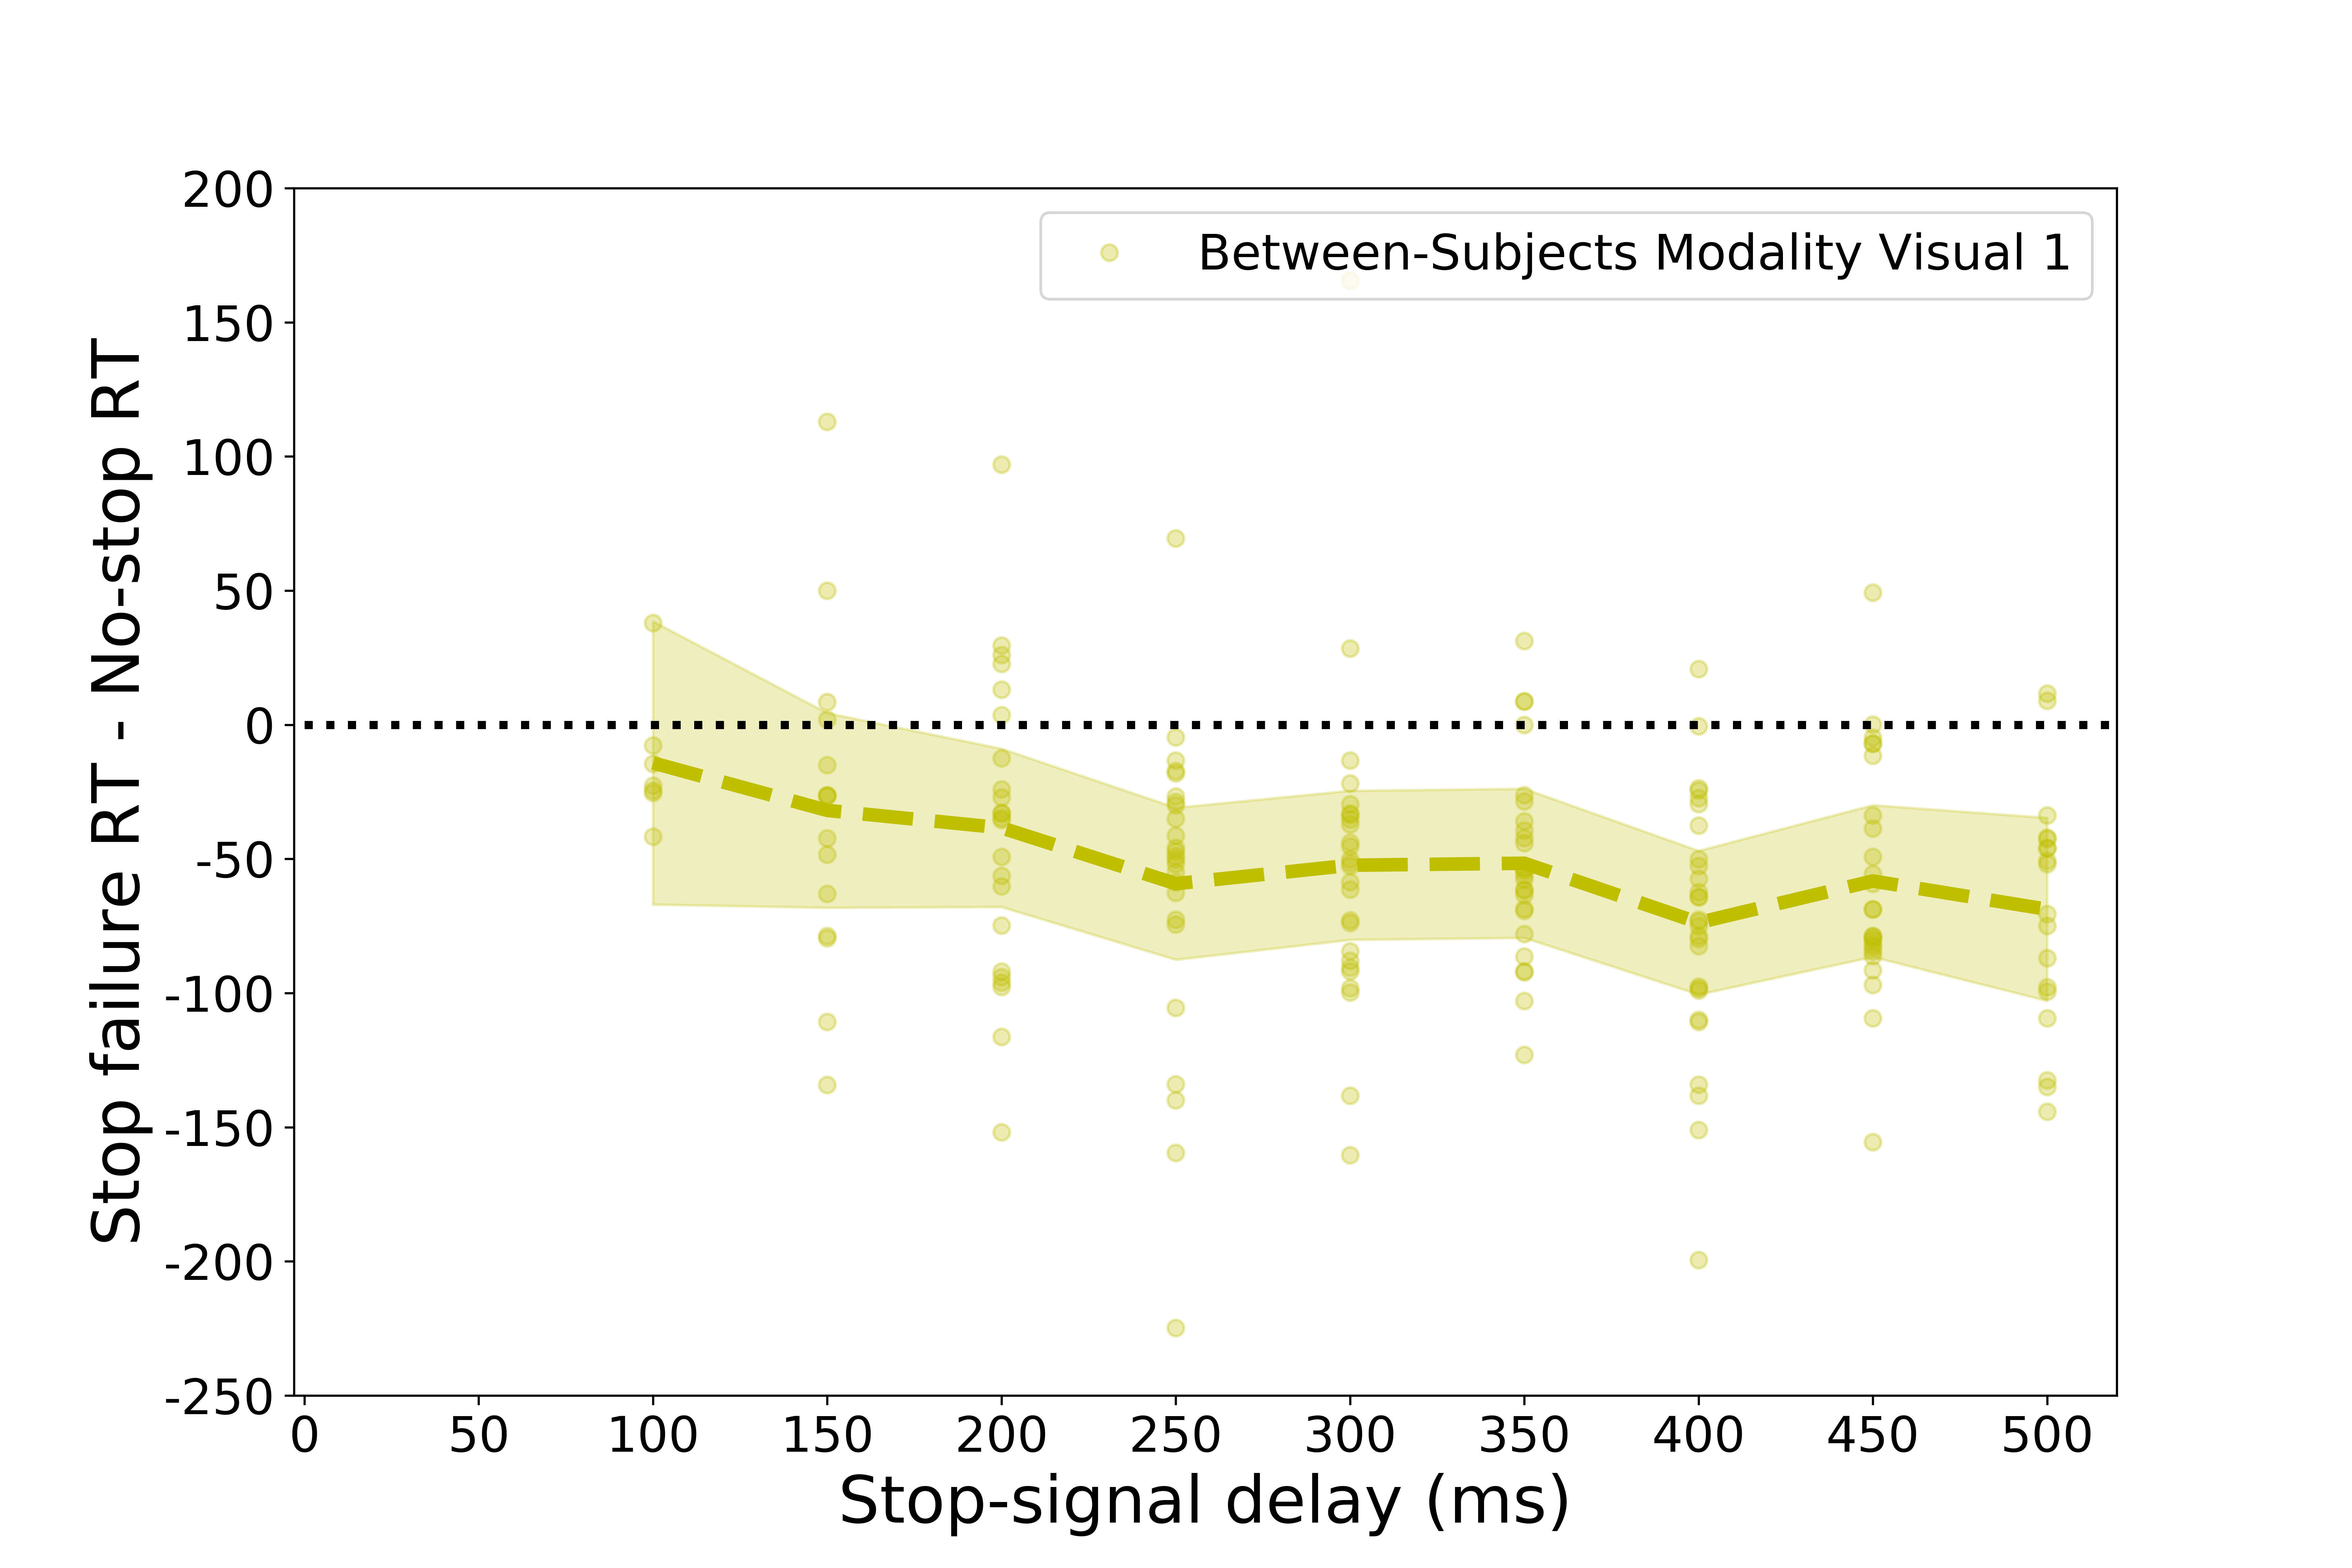 Between-Subjects Modality Visual 1
Stop failure RT - No-stop RT
200
150
100
50
0
-50
-100
-150
-200
-250
0 50 100 150 200 250 300 350 400 450 500
Stop-signal delay (ms)